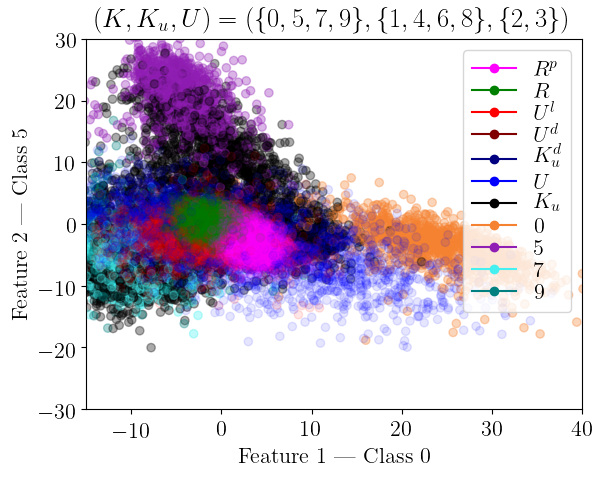 (K, K_u, U) = ({0, 5, 7, 9}, {1, 4, 6, 8}, {2, 3})
30
20
10
0
−10
−20
−30
Feature 2 — Class 5
R^p
R
U^l
U^d
K_u^d
U
K_u
0
5
7
9
−10
0
10
20
30
40
Feature 1 — Class 0